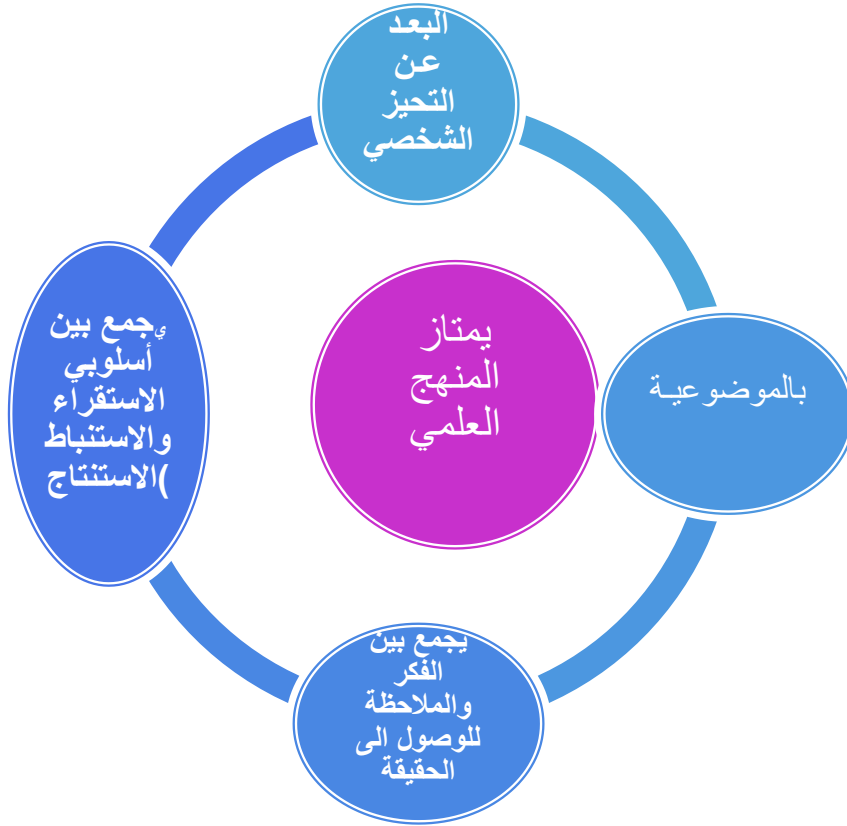 البعد
عن
التحيز
الشخصي
يمتاز
المنهج
العلمي
بالموضوعية
يجمع بين
الفكر
والملاحظة
للوصول الى
الحقيقة
يجمع بين
أسلوبي
الاستقراء
والاستنباط
(الاستنتاج